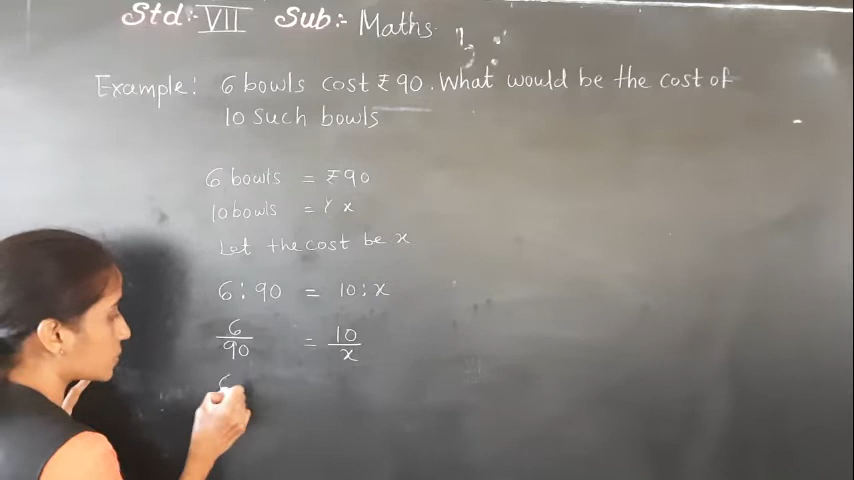 Std:- VII Sub:- Maths
Example: 6 bowls cost ₹90. What would be the cost of
10 such bowls
6 bowls = ₹90
10 bowls = ₹ x
Let the cost be x
6:90 = 10:x
6/90 = 10/x
6